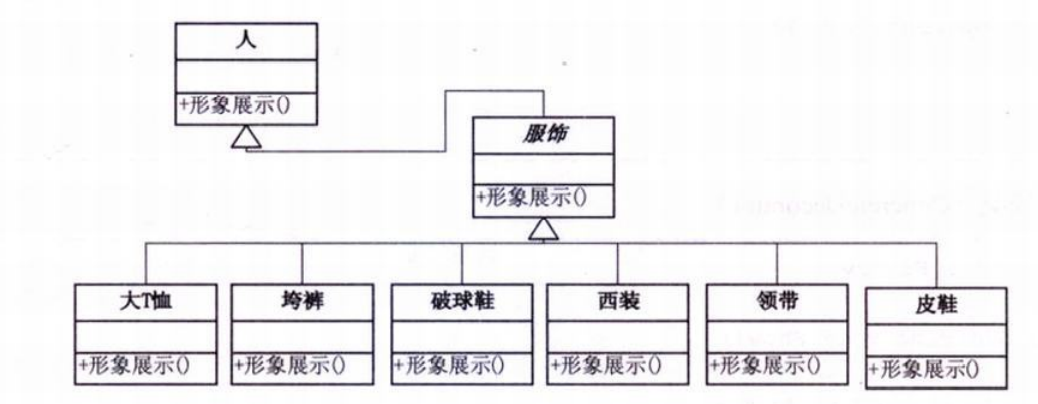 人
+形象展示()
服饰
+形象展示()
大T恤
垮裤
破球鞋
西装
领带
皮鞋
+形象展示()
+形象展示()
+形象展示()
+形象展示()
+形象展示()
+形象展示()